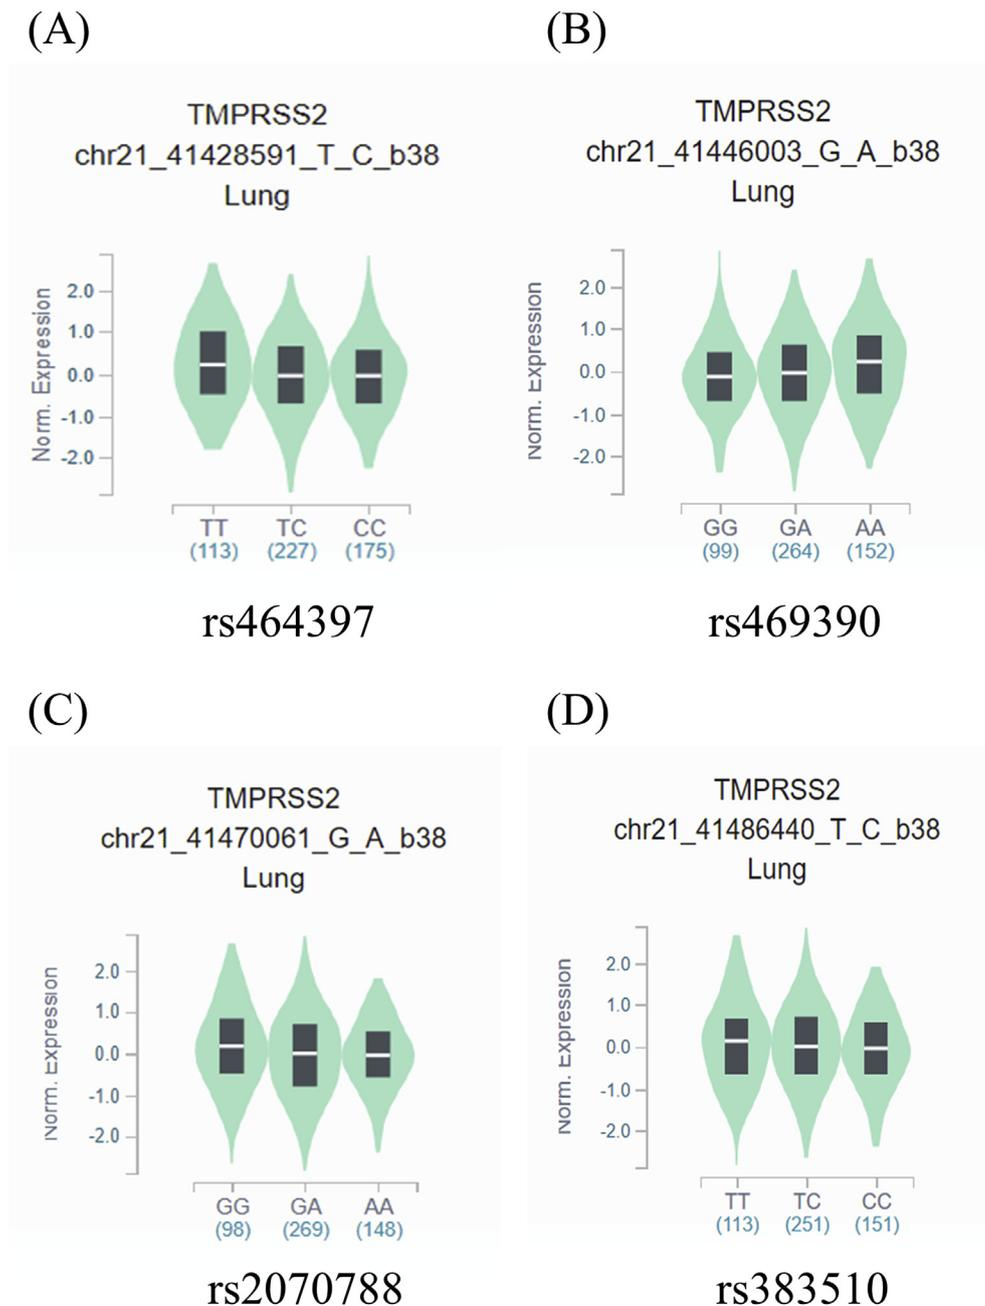 (A)
TMPRSS2
chr21_41428591_T_C_b38
Lung
Norm. Expression
2.0
1.0
0.0
-1.0
-2.0
TT TC CC
(113) (227) (175)
rs464397
(B)
TMPRSS2
chr21_41446003_G_A_b38
Lung
Norm. Expression
2.0
1.0
0.0
-1.0
-2.0
GG GA AA
(99) (264) (152)
rs469390
(C)
TMPRSS2
chr21_41470061_G_A_b38
Lung
Norm. Expression
2.0
1.0
0.0
-1.0
-2.0
GG GA AA
(98) (269) (148)
rs2070788
(D)
TMPRSS2
chr21_41486440_T_C_b38
Lung
Norm. Expression
2.0
1.0
0.0
-1.0
-2.0
TT TC CC
(113) (251) (151)
rs383510